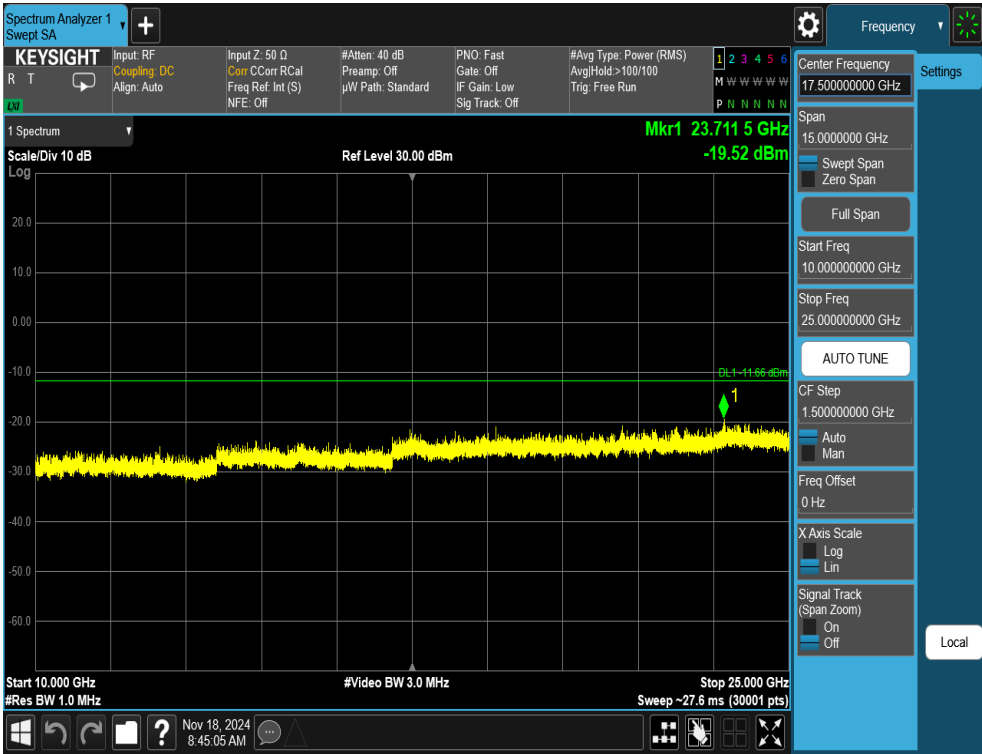 Spectrum Analyzer 1
Swept SA
+
Frequency
KEYSIGHT
R T
LXI
Input: RF
Coupling: DC
Align: Auto
Input Z: 50 Ω
Corr CCorr RCal
Freq Ref: Int (S)
NFE: Off
#Atten: 40 dB
Preamp: Off
µW Path: Standard
PNO: Fast
Gate: Off
IF Gain: Low
Sig Track: Off
#Avg Type: Power (RMS)
Avg|Hold:>100/100
Trig: Free Run
1 2 3 4 5 6
M W W W W W
P N N N N N
1 Spectrum
Mkr1 23.711 5 GHz
-19.52 dBm
Scale/Div 10 dB
Ref Level 30.00 dBm
Log
20.0
10.0
0.00
-10.0
-20.0
-30.0
-40.0
-50.0
-60.0
DL1 -11.66 dBm
1
Start 10.000 GHz
#Video BW 3.0 MHz
Stop 25.000 GHz
#Res BW 1.0 MHz
Sweep ~27.6 ms (30001 pts)
Center Frequency
17.500000000 GHz
Settings
Span
15.0000000 GHz
Swept Span
Zero Span
Full Span
Start Freq
10.000000000 GHz
Stop Freq
25.000000000 GHz
AUTO TUNE
CF Step
1.500000000 GHz
Auto
Man
Freq Offset
0 Hz
X Axis Scale
Log
Lin
Signal Track
(Span Zoom)
On
Off
Local
?
Nov 18, 2024
8:45:05 AM